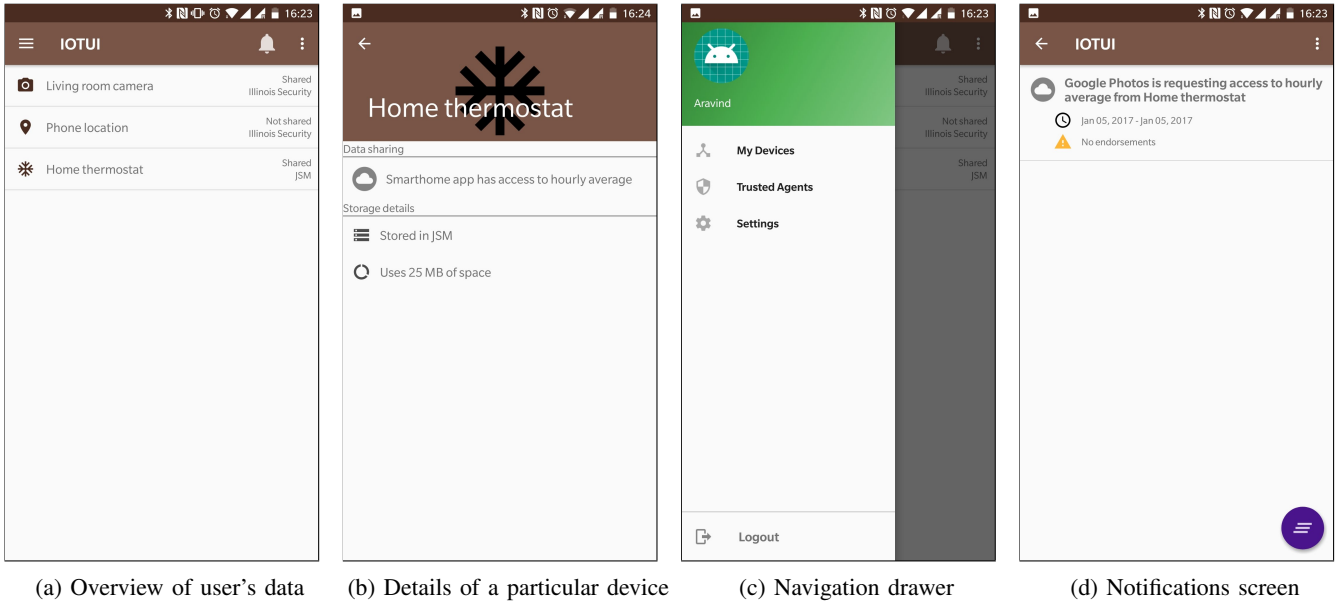 16:23
IOTUI
Living room camera
Shared
Illinois Security
Phone location
Not shared
Illinois Security
Home thermostat
Shared
JSM
(a) Overview of user's data
16:24
Home thermostat
Data sharing
Smarthome app has access to hourly average
Storage details
Stored in JSM
Uses 25 MB of space
(b) Details of a particular device
16:23
Aravind
My Devices
Trusted Agents
Settings
Logout
Shared
Illinois Security
Not shared
Illinois Security
Shared
JSM
(c) Navigation drawer
16:23
IOTUI
Google Photos is requesting access to hourly
average from Home thermostat
Jan 05, 2017 - Jan 05, 2017
No endorsements
(d) Notifications screen